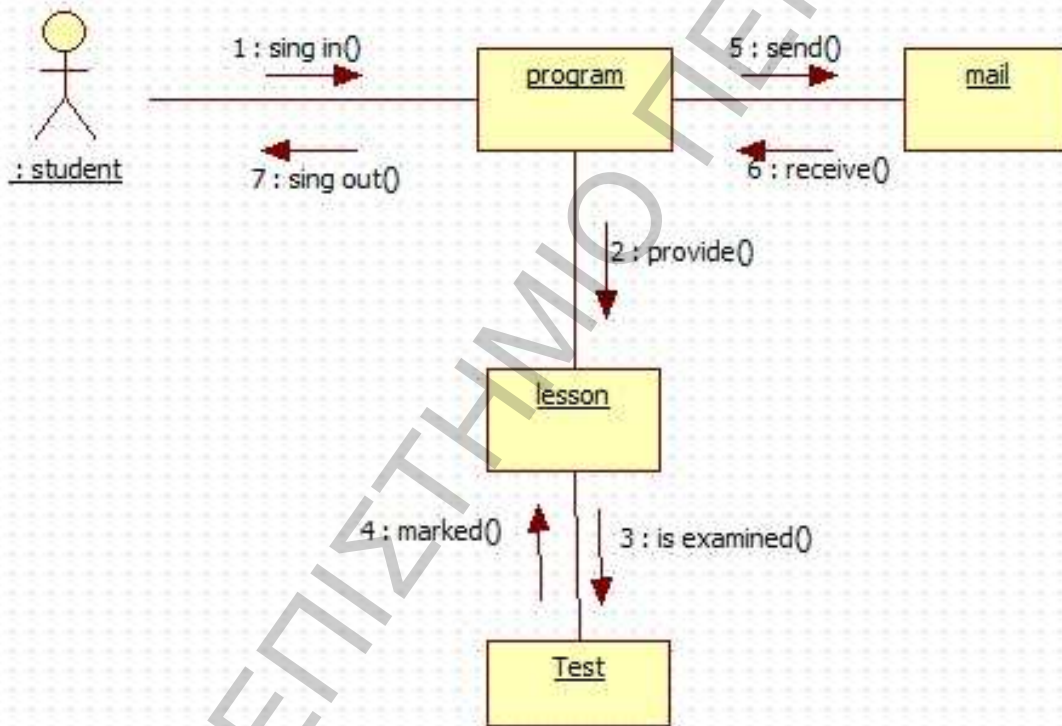 1 : sing in()
5 : send()
program
mail
: student
7 : sing out()
6 : receive()
2 : provide()
lesson
4 : marked()
3 : is examined()
Test